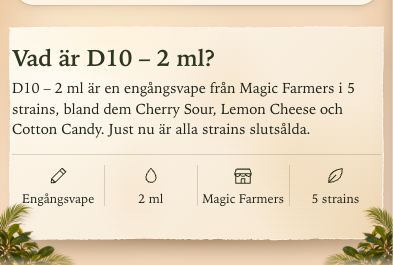 Vad är D10 – 2 ml?
D10 – 2 ml är en engångsvape från Magic Farmers i 5
strains, bland dem Cherry Sour, Lemon Cheese och
Cotton Candy. Just nu är alla strains slutsålda.
Engångsvape
2 ml
Magic Farmers
5 strains